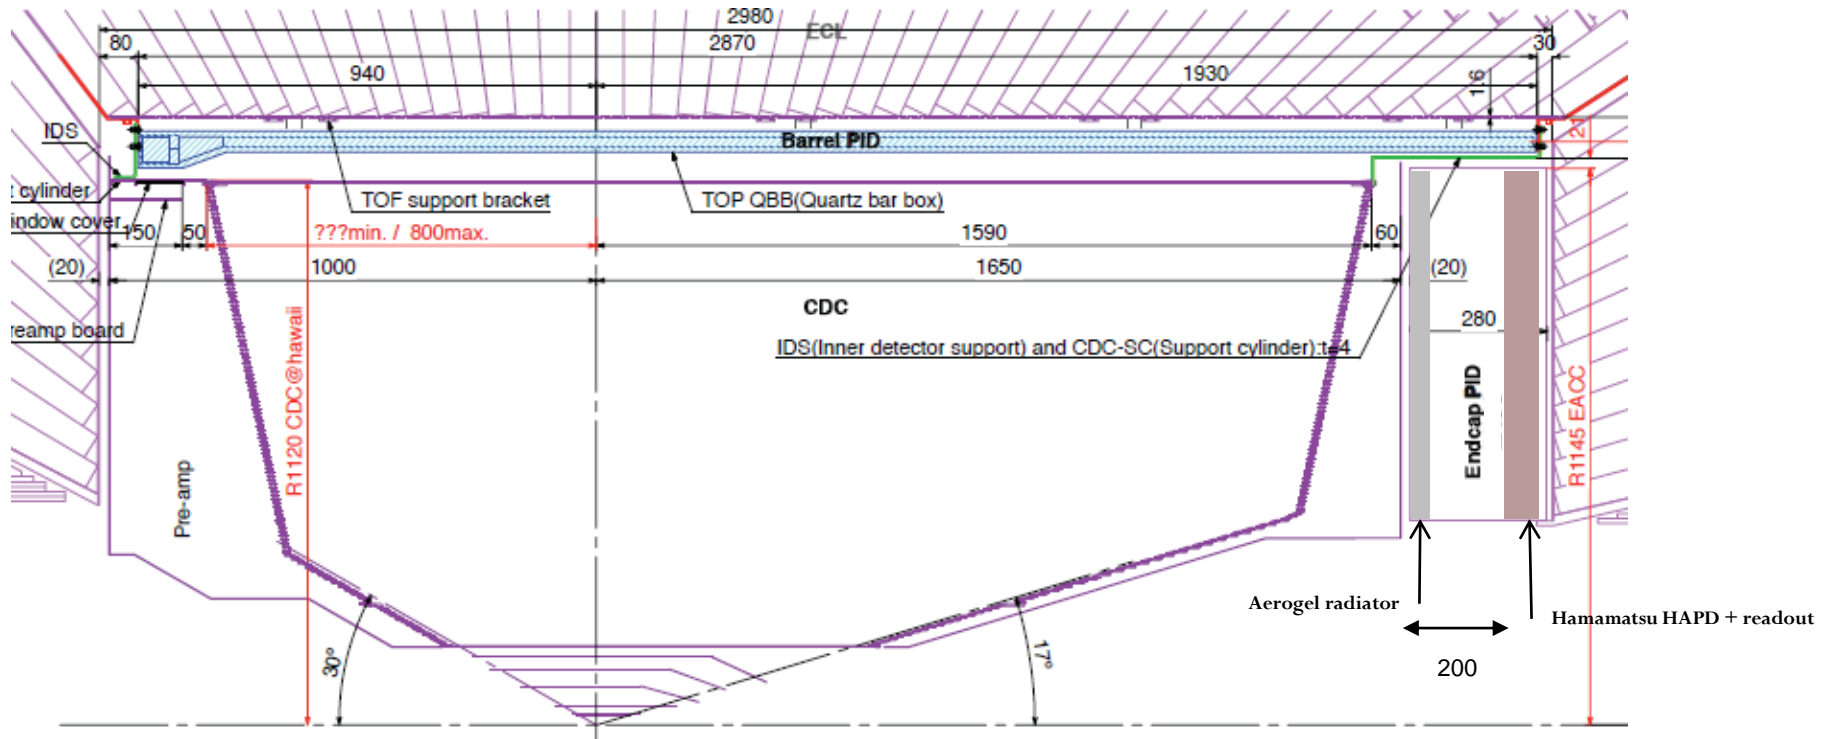 2980
ECL
80
2870
30
940
1930
16
IDS
Barrel PID
21
t cylinder
TOF support bracket
TOP QBB(Quartz bar box)
indow cover
150
50
???min. / 800max.
1590
60
(20)
1000
1650
(20)
CDC
reamp board
280
IDS(Inner detector support) and CDC-SC(Support cylinder):t=4
R1120 CDC@hawaii
Endcap PID
R1145 EACC
Pre-amp
Aerogel radiator
Hamamatsu HAPD + readout
30°
17°
200